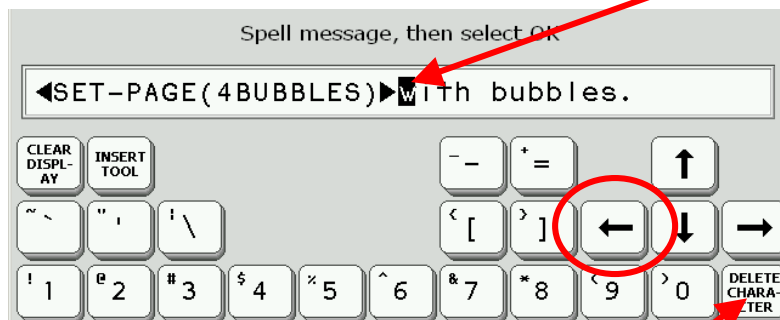 Spell message, then select OK
◀SET-PAGE(4BUBBLES)▶with bubbles.
CLEAR DISPL-AY INSERT TOOL _ - + = ↑
~ ` " ' ¦ \ < [ > ] ← ↓ →
! 1 @ 2 # 3 $ 4 % 5 ^ 6 & 7 * 8 ( 9 ) 0 DELETE CHARA-CTER